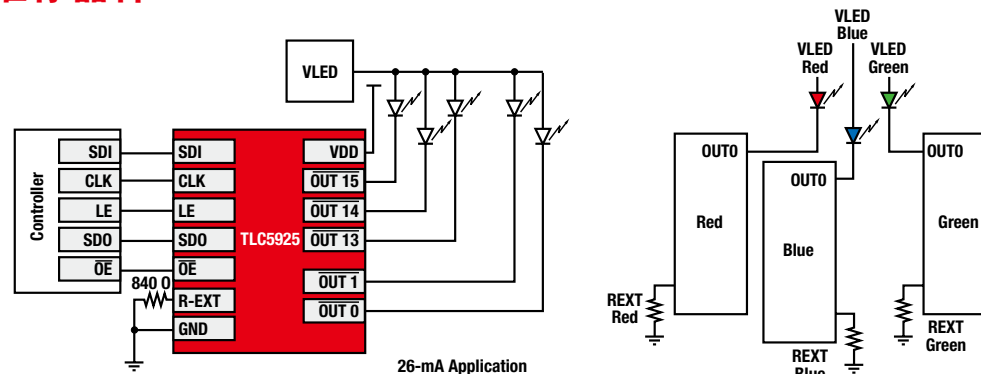 VLED
Blue
VLED
Red
VLED
Green
VLED
Controller
SDI
CLK
LE
SDO
OE
SDI
CLK
LE
SDO
OE
R-EXT
GND
TLC5925
VDD
OUT 15
OUT 14
OUT 13
OUT 1
OUT 0
840 O
26-mA Application
OUT0
Red
REXT
Red
OUT0
Blue
REXT
Blue
OUT0
Green
REXT
Green